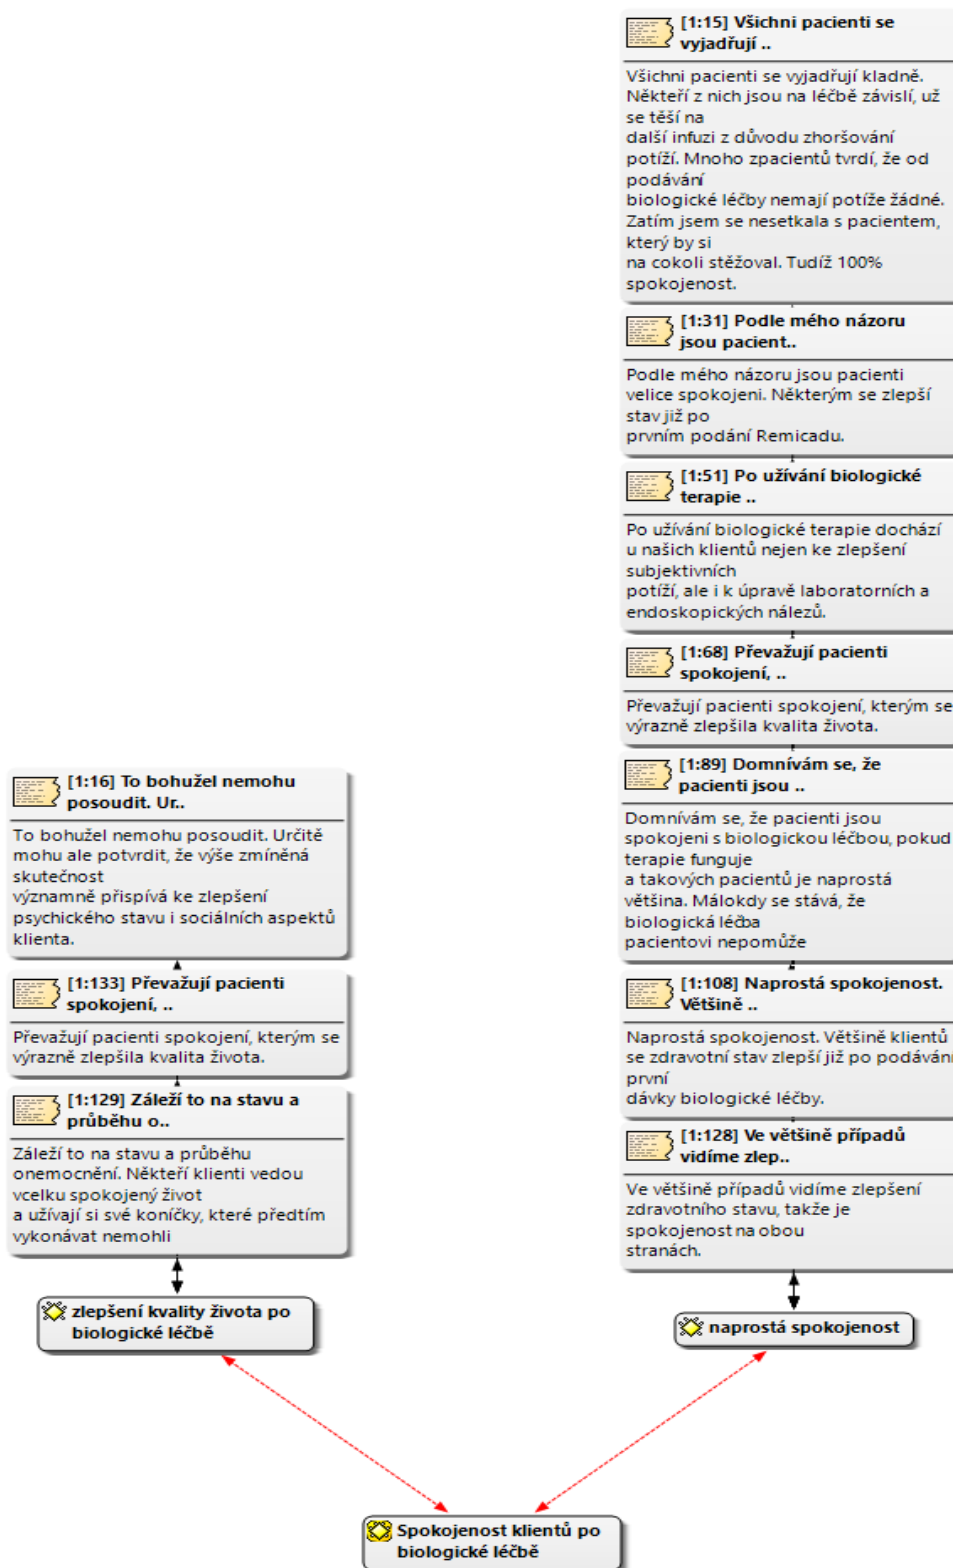 [1:15] Všichni pacienti se
vyjadřují ..
Všichni pacienti se vyjadřují kladně.
Někteří z nich jsou na léčbě závislí, už
se těší na
další infuzi z důvodu zhoršování
potíží. Mnoho zpacientů tvrdí, že od
podávání
biologické léčby nemají potíže žádné.
Zatím jsem se nesetkala s pacientem,
který by si
na cokoli stěžoval. Tudíž 100%
spokojenost.
[1:31] Podle mého názoru
jsou pacient..
Podle mého názoru jsou pacienti
velice spokojeni. Některým se zlepší
stav již po
prvním podání Remicadu.
[1:51] Po užívání biologické
terapie ..
Po užívání biologické terapie dochází
u našich klientů nejen ke zlepšení
subjektivních
potíží, ale i k úpravě laboratorních a
endoskopických nálezů.
[1:68] Převažují pacienti
spokojení, ..
Převažují pacienti spokojení, kterým se
výrazně zlepšila kvalita života.
[1:89] Domnívám se, že
pacienti jsou ..
Domnívám se, že pacienti jsou
spokojeni s biologickou léčbou, pokud
terapie funguje
a takových pacientů je naprostá
většina. Málokdy se stává, že
biologická léčba
pacientovi nepomůže
[1:108] Naprostá spokojenost.
Většině ..
Naprostá spokojenost. Většině klientů
se zdravotní stav zlepší již po podávání
první
dávky biologické léčby.
[1:128] Ve většině případů
vidíme zlep..
Ve většině případů vidíme zlepšení
zdravotního stavu, takže je
spokojenost na obou
stranách.
naprostá spokojenost
[1:16] To bohužel nemohu
posoudit. Ur..
To bohužel nemohu posoudit. Určitě
mohu ale potvrdit, že výše zmíněná
skutečnost
významně přispívá ke zlepšení
psychického stavu i sociálních aspektů
klienta.
[1:133] Převažují pacienti
spokojení, ..
Převažují pacienti spokojení, kterým se
výrazně zlepšila kvalita života.
[1:129] Záleží to na stavu a
průběhu o..
Záleží to na stavu a průběhu
onemocnění. Někteří klienti vedou
vcelku spokojený život
a užívají si své koníčky, které předtím
vykonávat nemohli
zlepšení kvality života po
biologické léčbě
Spokojenost klientů po
biologické léčbě